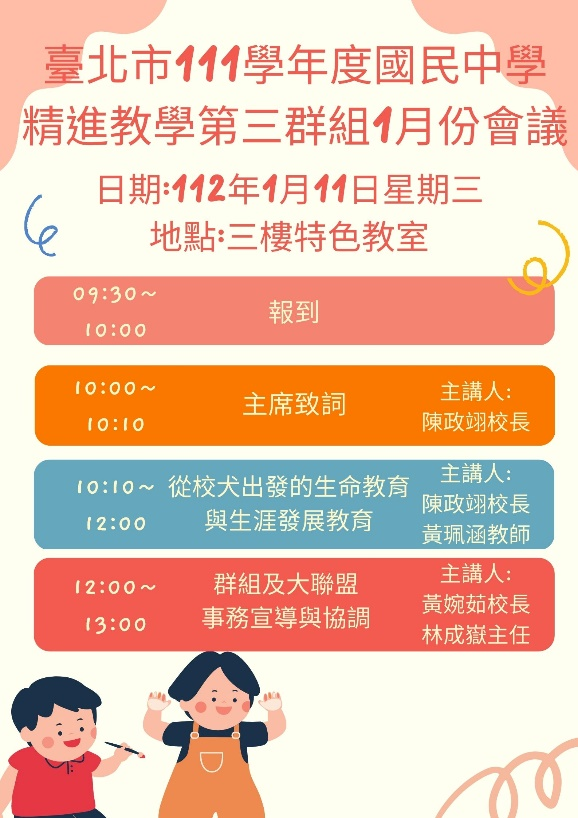 臺北市111學年度國民中學
精進教學第三群組1月份會議
日期:112年1月11日星期三
地點:三樓特色教室
09:30~
10:00
報到
10:00~
10:10
主席致詞
主講人:
陳政翊校長
10:10~
12:00
從校犬出發的生命教育
與生涯發展教育
主講人:
陳政翊校長
黃珮涵教師
12:00~
13:00
群組及大聯盟
事務宣導與協調
主講人:
黃婉茹校長
林成嶽主任